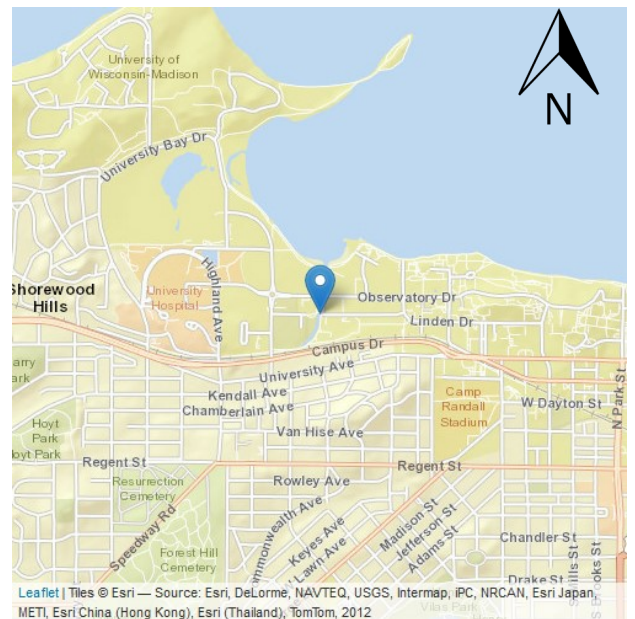 University of
Wisconsin-Madison
N
University Bay Dr
Highland Ave
Shorewood
Hills
University
Hospital
Observatory Dr
Linden Dr
Campus Dr
University Ave
Kendall Ave
Chamberlain Ave
Camp
Randall
Stadium
W Dayton St
N Park St
Hoyt
Park
Van Hise Ave
Regent St
Regent St
Rowley Ave
Resurrection
Cemetery
Speedway Rd
Keyes Ave
Madison St
Jefferson St
Adams St
Chandler St
Forest Hill
Cemetery
Drake St
Vilas Park
Leaflet | Tiles © Esri — Source: Esri, DeLorme, NAVTEQ, USGS, Intermap, iPC, NRCAN, Esri Japan,
METI, Esri China (Hong Kong), Esri (Thailand), TomTom, 2012